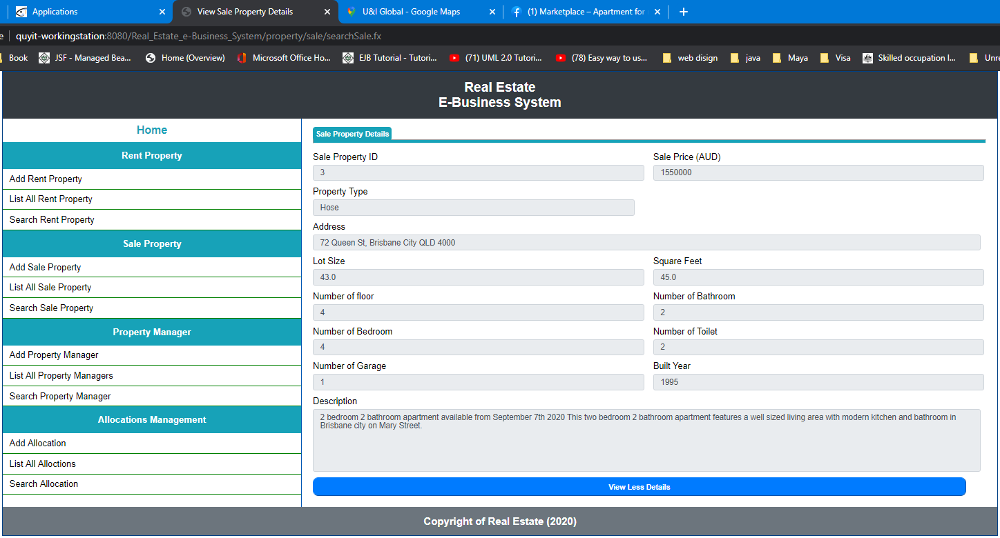 Applications
View Sale Property Details
U&I Global - Google Maps
(1) Marketplace – Apartment for
quyit-workingstation:8080/Real_Estate_e-Business_System/property/sale/searchSale.fx
Book
JSF - Managed Bea...
Home (Overview)
Microsoft Office Ho...
EJB Tutorial - Tutori...
(71) UML 2.0 Tutori...
(78) Easy way to us...
web disign
java
Maya
Visa
Skilled occupation l...
Unre
Real Estate
E-Business System
Home
Rent Property
Add Rent Property
List All Rent Property
Search Rent Property
Sale Property
Add Sale Property
List All Sale Property
Search Sale Property
Property Manager
Add Property Manager
List All Property Managers
Search Property Manager
Allocations Management
Add Allocation
List All Alloctions
Search Allocation
Sale Property Details
Sale Property ID
3
Sale Price (AUD)
1550000
Property Type
Hose
Address
72 Queen St, Brisbane City QLD 4000
Lot Size
43.0
Square Feet
45.0
Number of floor
4
Number of Bathroom
2
Number of Bedroom
4
Number of Toilet
2
Number of Garage
1
Built Year
1995
Description
2 bedroom 2 bathroom apartment available from September 7th 2020 This two bedroom 2 bathroom apartment features a well sized living area with modern kitchen and bathroom in
Brisbane city on Mary Street.
View Less Details
Copyright of Real Estate (2020)